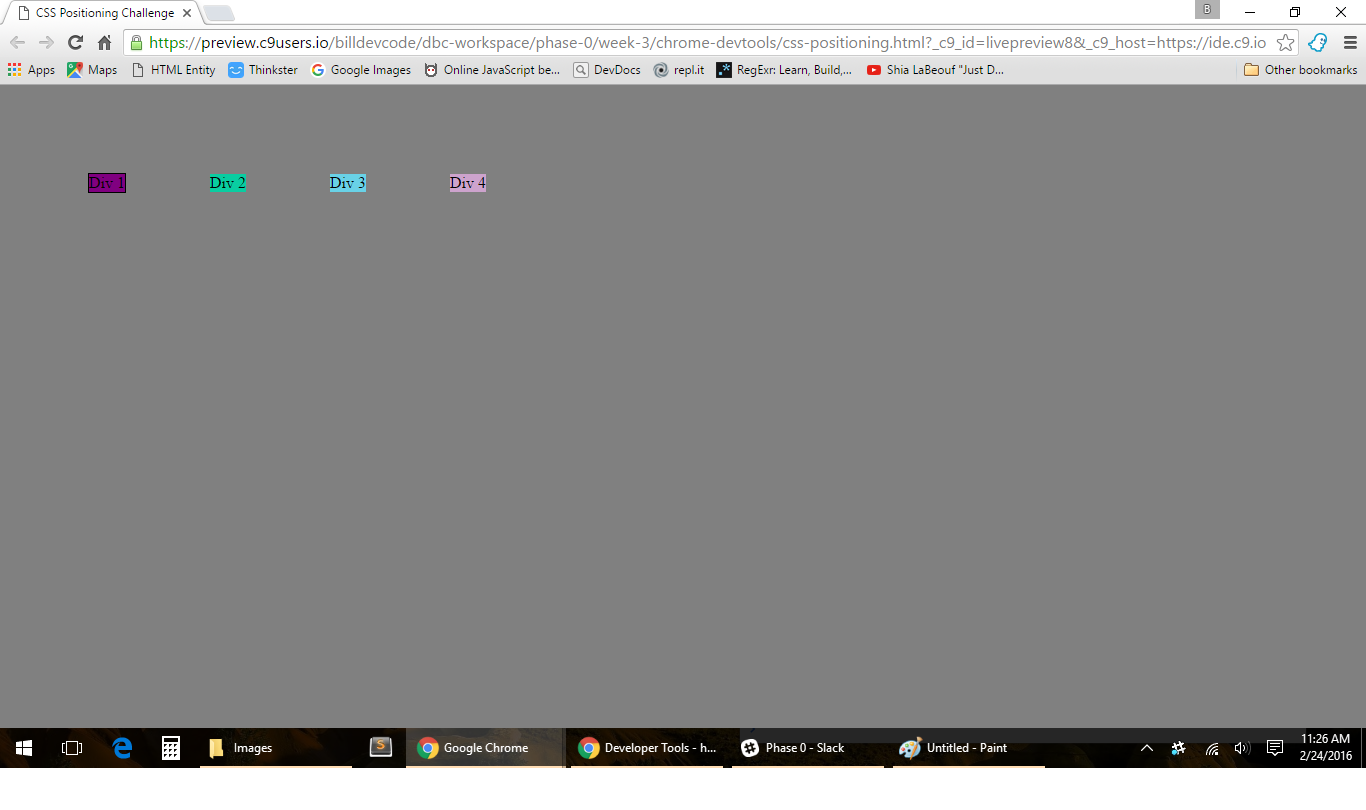 CSS Positioning Challenge
B
https://preview.c9users.io/billdevcode/dbc-workspace/phase-0/week-3/chrome-devtools/css-positioning.html?_c9_id=livepreview8&_c9_host=https://ide.c9.io
Apps Maps HTML Entity Thinkster Google Images Online JavaScript be... DevDocs repl.it RegExr: Learn, Build,... Shia LaBeouf "Just D... Other bookmarks
Div 1 Div 2 Div 3 Div 4
Images Google Chrome Developer Tools - h... Phase 0 - Slack Untitled - Paint 11:26 AM
2/24/2016